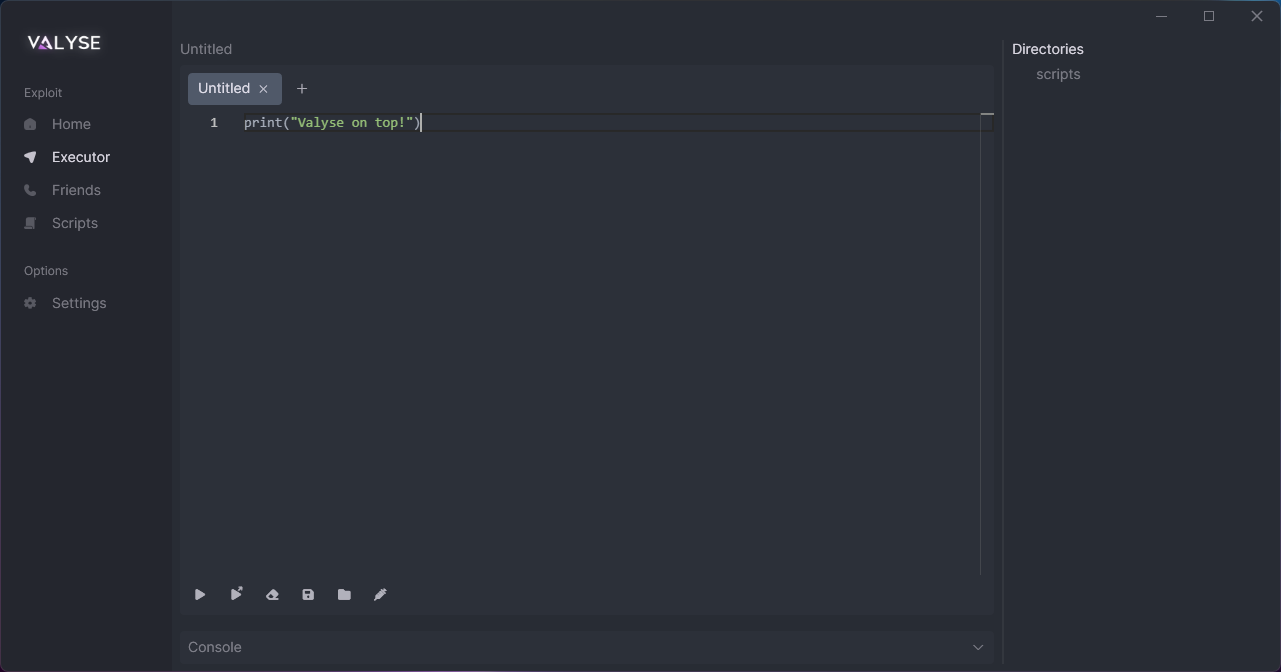 VALYSE
Exploit
Home
Executor
Friends
Scripts
Options
Settings
Untitled
Untitled
1 print("Valyse on top!")
Console
Directories
scripts